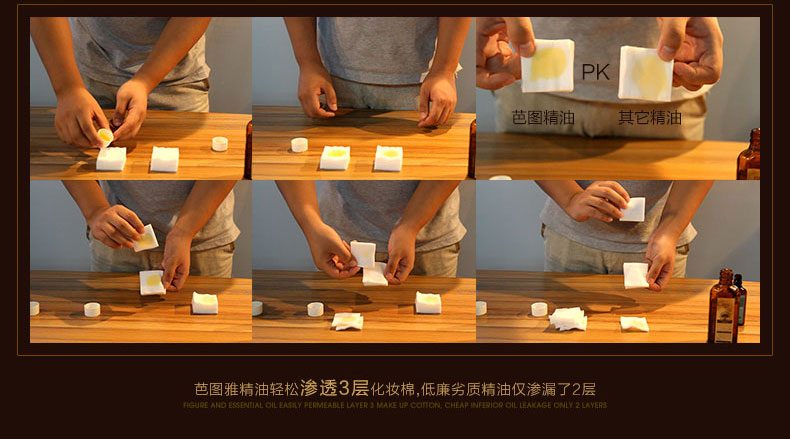 PK
芭图精油 其它精油
芭图雅精油轻松渗透3层化妆棉,低廉劣质精油仅渗漏了2层
FIGURE AND ESSENTIAL OIL EASILY PERMEABLE LAYER 3 MAKE UP COTTON, CHEAP INFERIOR OIL LEAKAGE ONLY 2 LAYERS